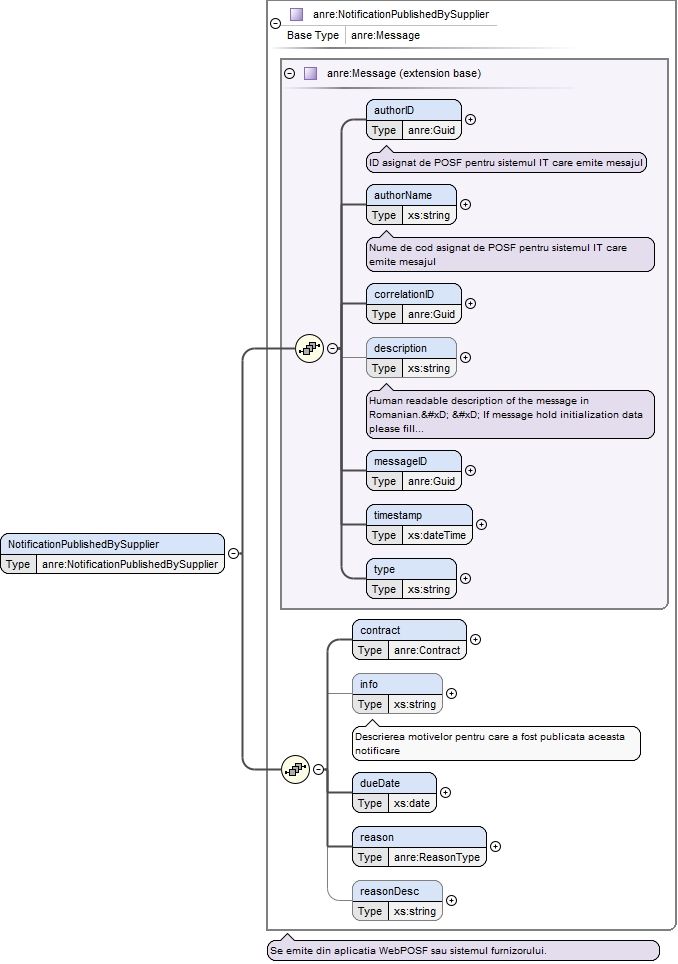 anre:NotificationPublishedBySupplier
Base Type anre:Message
anre:Message (extension base)
authorID
Type anre:Guid
ID asignat de POSF pentru sistemul IT care emite mesajul
authorName
Type xs:string
Nume de cod asignat de POSF pentru sistemul IT care
emite mesajul
correlationID
Type anre:Guid
description
Type xs:string
Human readable description of the message in
Romanian.&#xD; &#xD; If message hold initialization data
please fill...
messageID
Type anre:Guid
timestamp
Type xs:dateTime
type
Type xs:string
NotificationPublishedBySupplier
Type anre:NotificationPublishedBySupplier
contract
Type anre:Contract
info
Type xs:string
Descrierea motivelor pentru care a fost publicata aceasta
notificare
dueDate
Type xs:date
reason
Type anre:ReasonType
reasonDesc
Type xs:string
Se emite din aplicatia WebPOSF sau sistemul furnizorului.